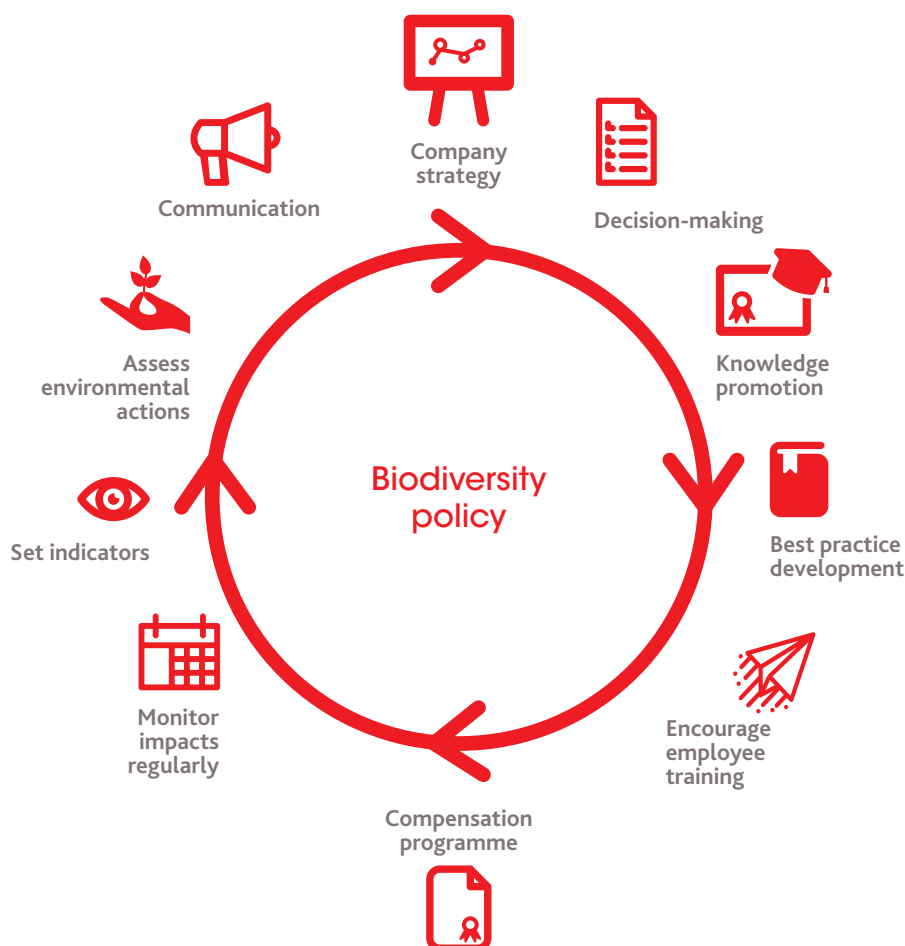 Company
strategy
Decision-making
Knowledge
promotion
Best practice
development
Encourage
employee
training
Compensation
programme
Monitor
impacts
regularly
Set indicators
Assess
environmental
actions
Communication
Biodiversity
policy